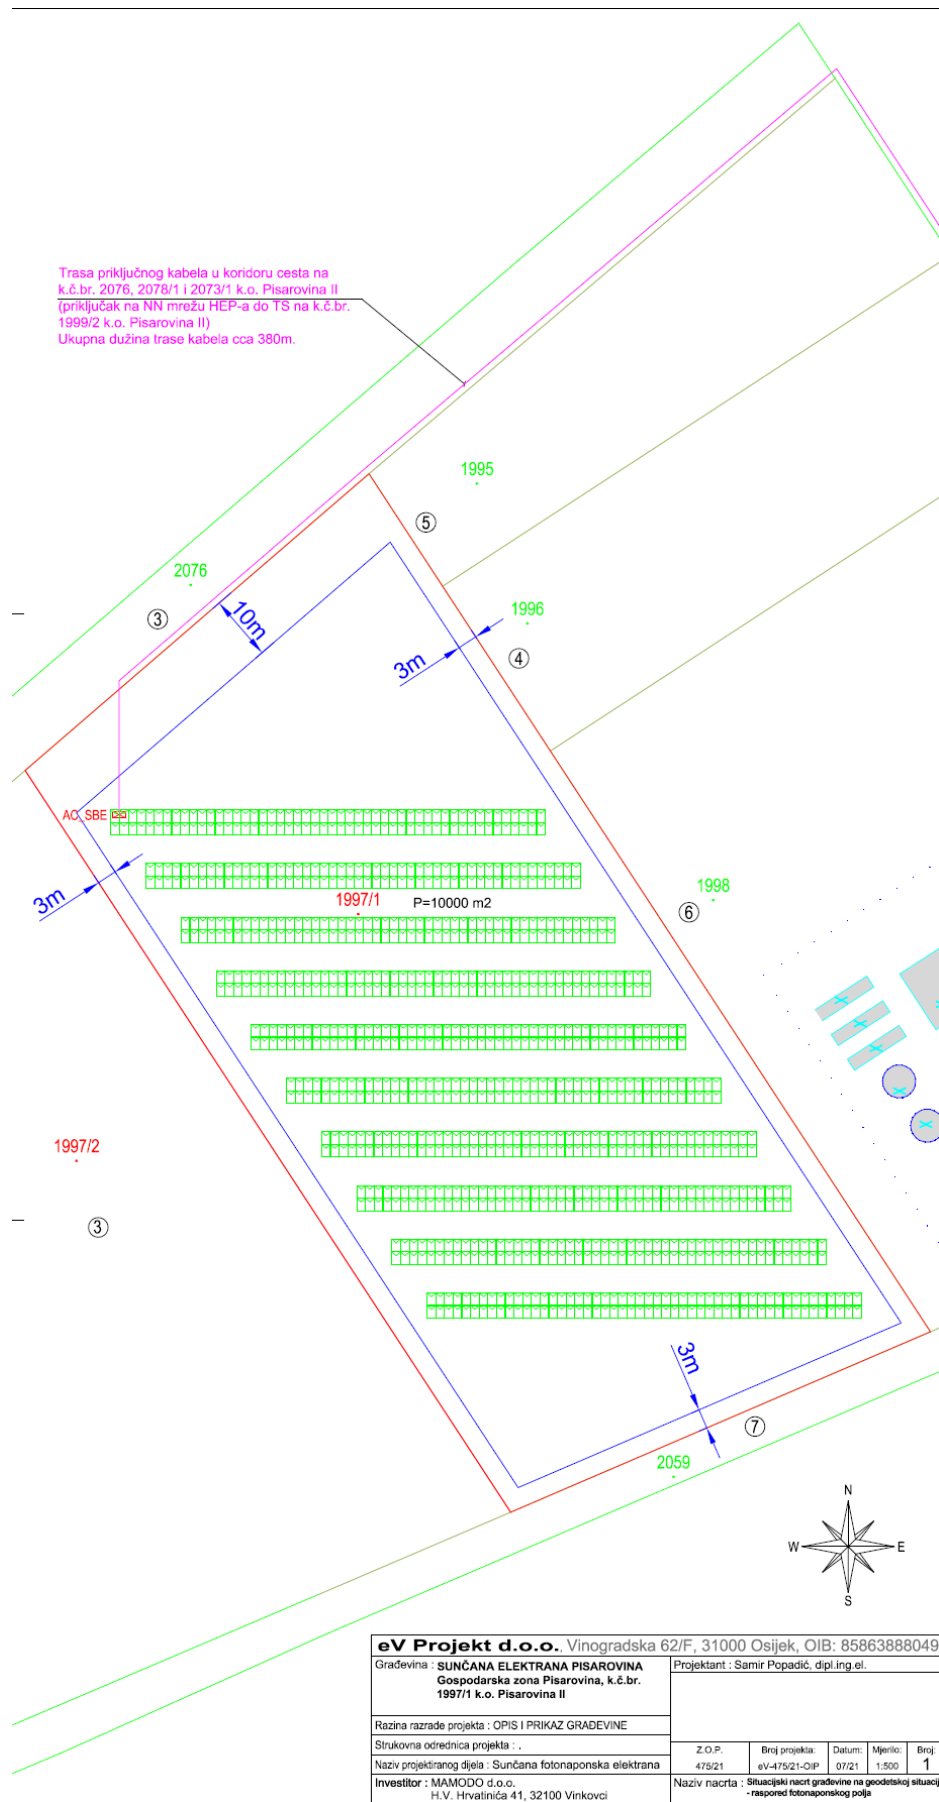 Trasa priključnog kabela u koridoru cesta na
k.č.br. 2076, 2078/1 i 2073/1 k.o. Pisarovina II
(priključak na NN mrežu HEP-a do TS na k.č.br.
1999/2 k.o. Pisarovina II)
Ukupna dužina trase kabela cca 380m.
1995
5
2076
3
10m
1996
3m
4
AC SBE
3m
1997/1
P=10000 m2
1998
6
1997/2
3
3m
7
2059
N
W
E
S
eV Projekt d.o.o., Vinogradska 62/F, 31000 Osijek, OIB: 85863888049
Građevina : SUNČANA ELEKTRANA PISAROVINA
Gospodarska zona Pisarovina, k.č.br.
1997/1 k.o. Pisarovina II
Projektant : Samir Popadić, dipl.ing.el.
Razina razrade projekta : OPIS I PRIKAZ GRAĐEVINE
Strukovna odrednica projekta : .
Naziv projektiranog dijela : Sunčana fotonaponska elektrana
Z.O.P. Broj projekta: Datum: Mjerilo: Broj:
475/21 eV-475/21-OIP 07/21 1:500 1
Investitor : MAMODO d.o.o.
H.V. Hrvatinića 41, 32100 Vinkovci
Naziv nacrta : Situacijski nacrt građevine na geodetskoj situaciji
- raspored fotonaponskog polja